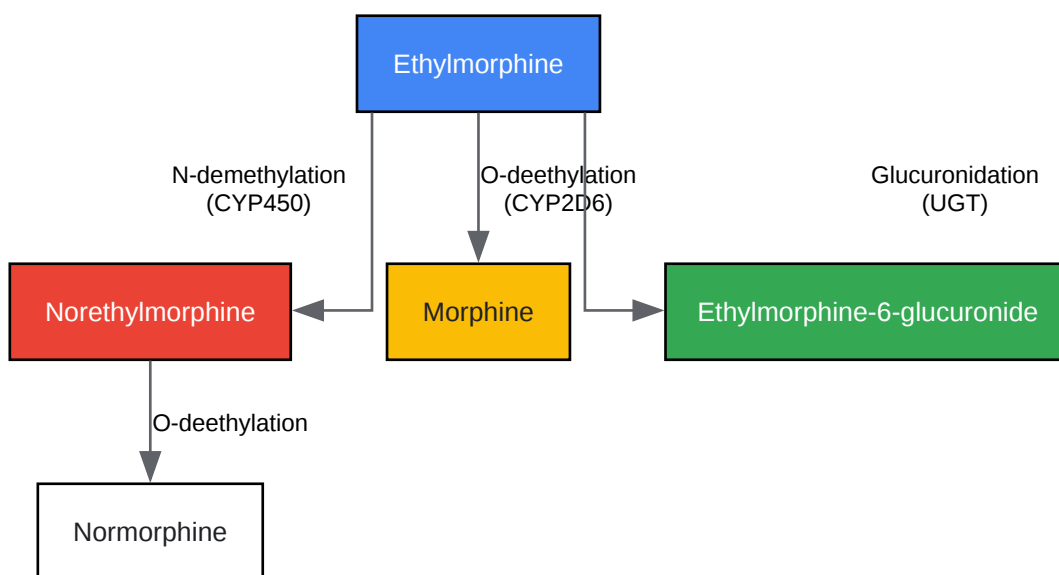 Ethylmorphine
N-demethylation
(CYP450)
O-deethylation
(CYP2D6)
Glucuronidation
(UGT)
Norethylmorphine
Morphine
Ethylmorphine-6-glucuronide
O-deethylation
Normorphine